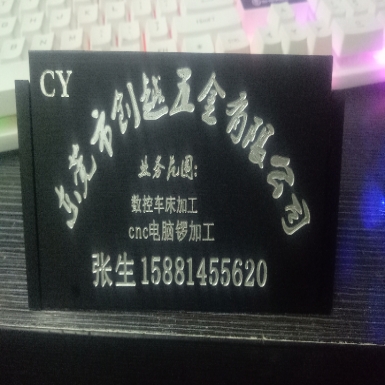 CY
东莞市创越五金有限公司
业务范围:
数控车床加工
cnc电脑锣加工
张生 15881455620